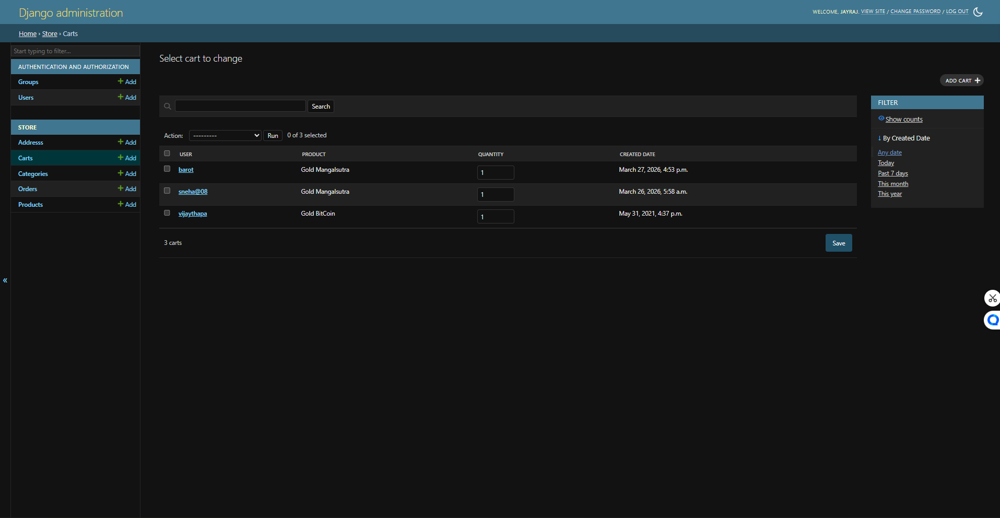 Django administration
WELCOME, JAYRAJ. VIEW SITE / CHANGE PASSWORD / LOG OUT
Home › Store › Carts
Start typing to filter...
AUTHENTICATION AND AUTHORIZATION
Groups + Add
Users + Add
STORE
Addresss + Add
Carts + Add
Categories + Add
Orders + Add
Products + Add
«
Select cart to change
ADD CART +
Search
Action: --------- Run 0 of 3 selected
USER PRODUCT QUANTITY CREATED DATE
barot Gold Mangalsutra 1 March 27, 2026, 4:53 p.m.
sneha@08 Gold Mangalsutra 1 March 26, 2026, 5:58 a.m.
vijaythapa Gold BitCoin 1 May 31, 2021, 4:37 p.m.
3 carts
Save
FILTER
Show counts
↓ By Created Date
Any date
Today
Past 7 days
This month
This year